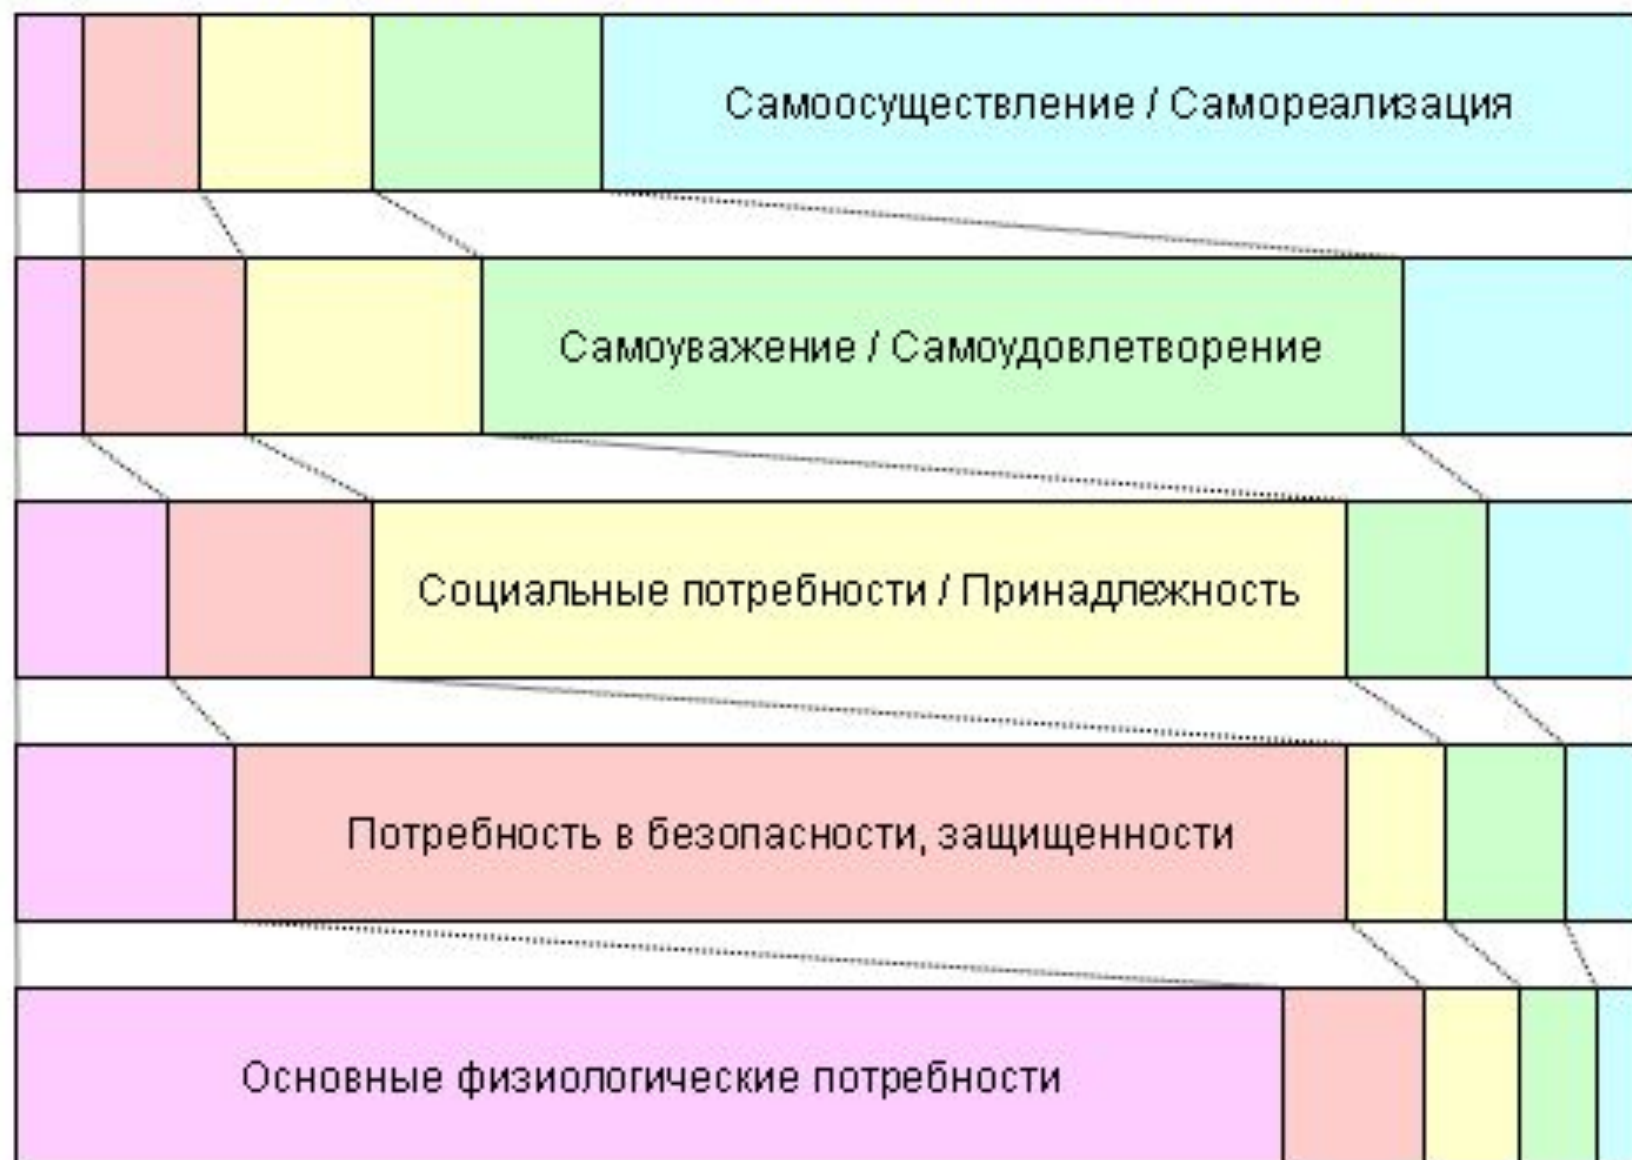 Самоосуществление / Самореализация
Самоуважение / Самоудовлетворение
Социальные потребности / Принадлежность
Потребность в безопасности, защищенности
Основные физиологические потребности